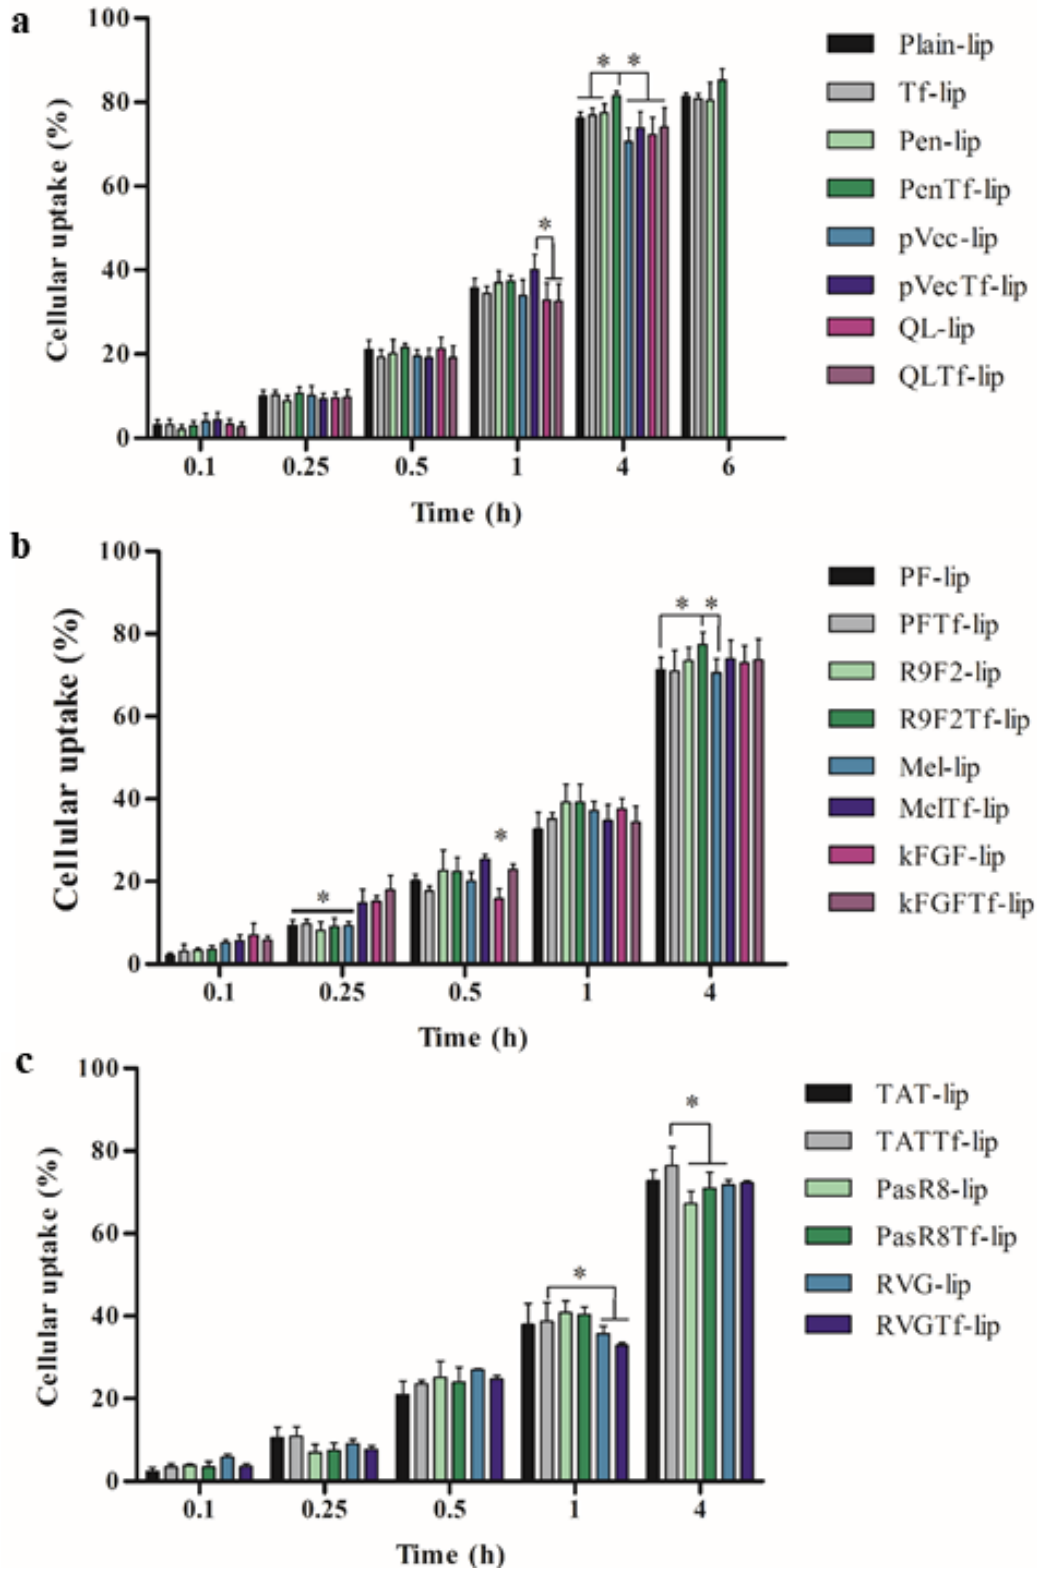 a
100
80
60
40
20
0
Cellular uptake (%)
* *
*
0.1 0.25 0.5 1 4 6
Time (h)
Plain-lip
Tf-lip
Pen-lip
PenTf-lip
pVec-lip
pVecTf-lip
QL-lip
QLTf-lip
b
100
80
60
40
20
0
Cellular uptake (%)
* *
*
*
0.1 0.25 0.5 1 4
Time (h)
PF-lip
PFTf-lip
R9F2-lip
R9F2Tf-lip
Mel-lip
MelTf-lip
kFGF-lip
kFGFTf-lip
c
100
80
60
40
20
0
Cellular uptake (%)
*
*
0.1 0.25 0.5 1 4
Time (h)
TAT-lip
TATTf-lip
PasR8-lip
PasR8Tf-lip
RVG-lip
RVGTf-lip